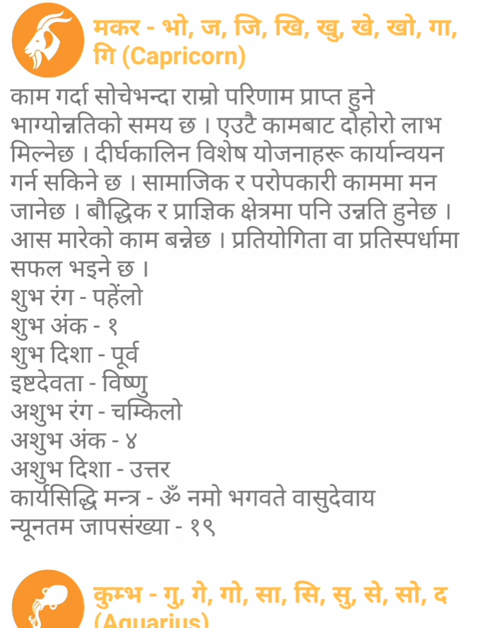 मकर - भो, ज, जि, खि, खु, खे, खो, गा,
गि (Capricorn)
काम गर्दा सोचेभन्दा राम्रो परिणाम प्राप्त हुने
भाग्योन्नतिको समय छ । एउटै कामबाट दोहोरो लाभ
मिल्नेछ । दीर्घकालिन विशेष योजनाहरू कार्यान्वयन
गर्न सकिने छ । सामाजिक र परोपकारी काममा मन
जानेछ । बौद्धिक र प्राज्ञिक क्षेत्रमा पनि उन्नति हुनेछ ।
आस मारेको काम बन्नेछ । प्रतियोगिता वा प्रतिस्पर्धामा
सफल भइने छ ।
शुभ रंग - पहेंलो
शुभ अंक - १
शुभ दिशा - पूर्व
इष्टदेवता - विष्णु
अशुभ रंग - चम्किलो
अशुभ अंक - ४
अशुभ दिशा - उत्तर
कार्यसिद्धि मन्त्र - ॐ नमो भगवते वासुदेवाय
न्यूनतम जापसंख्या - १९
कुम्भ - गु, गे, गो, सा, सि, सु, से, सो, द
(Aquarius)